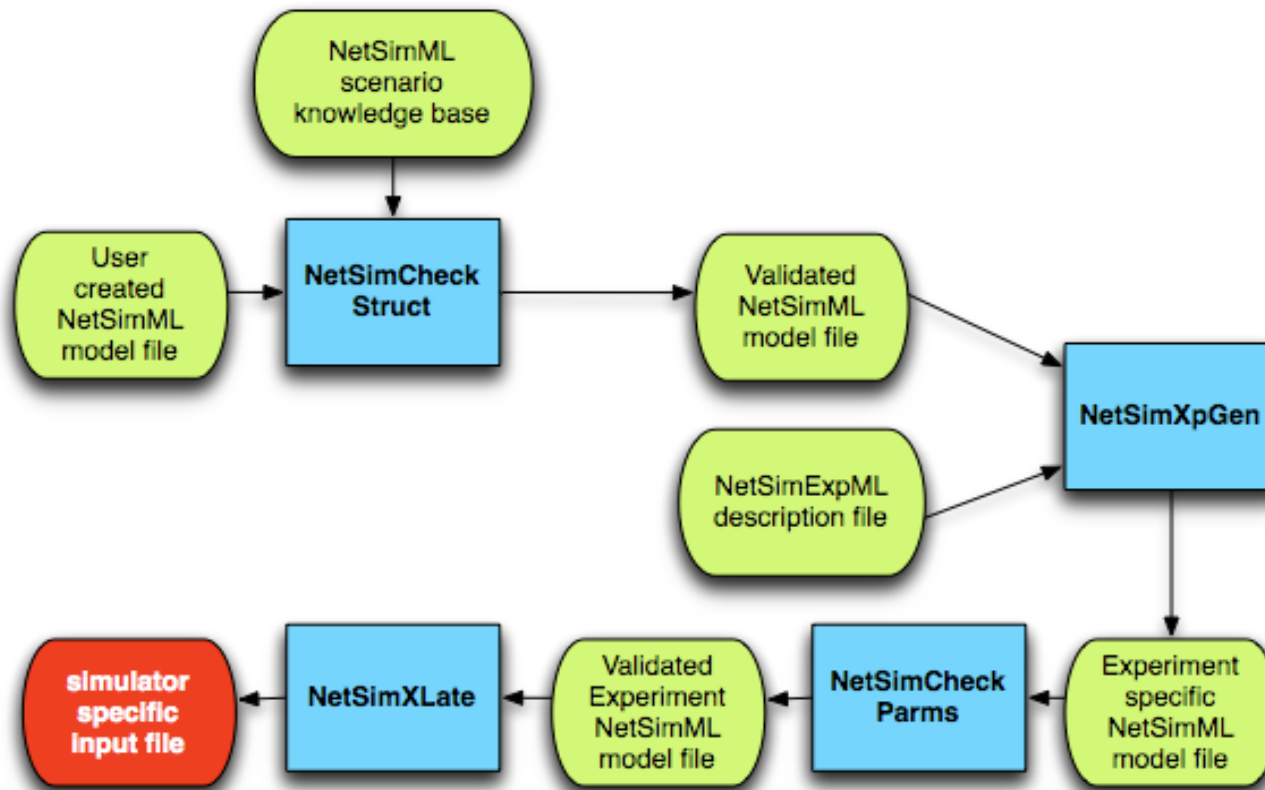 NetSimML
scenario
knowledge base
User
created
NetSimML
model file
NetSimCheck
Struct
Validated
NetSimML
model file
NetSimXpGen
NetSimExpML
description file
simulator
specific
input file
NetSimXLate
Validated
Experiment
NetSimML
model file
NetSimCheck
Parms
Experiment
specific
NetSimML
model file